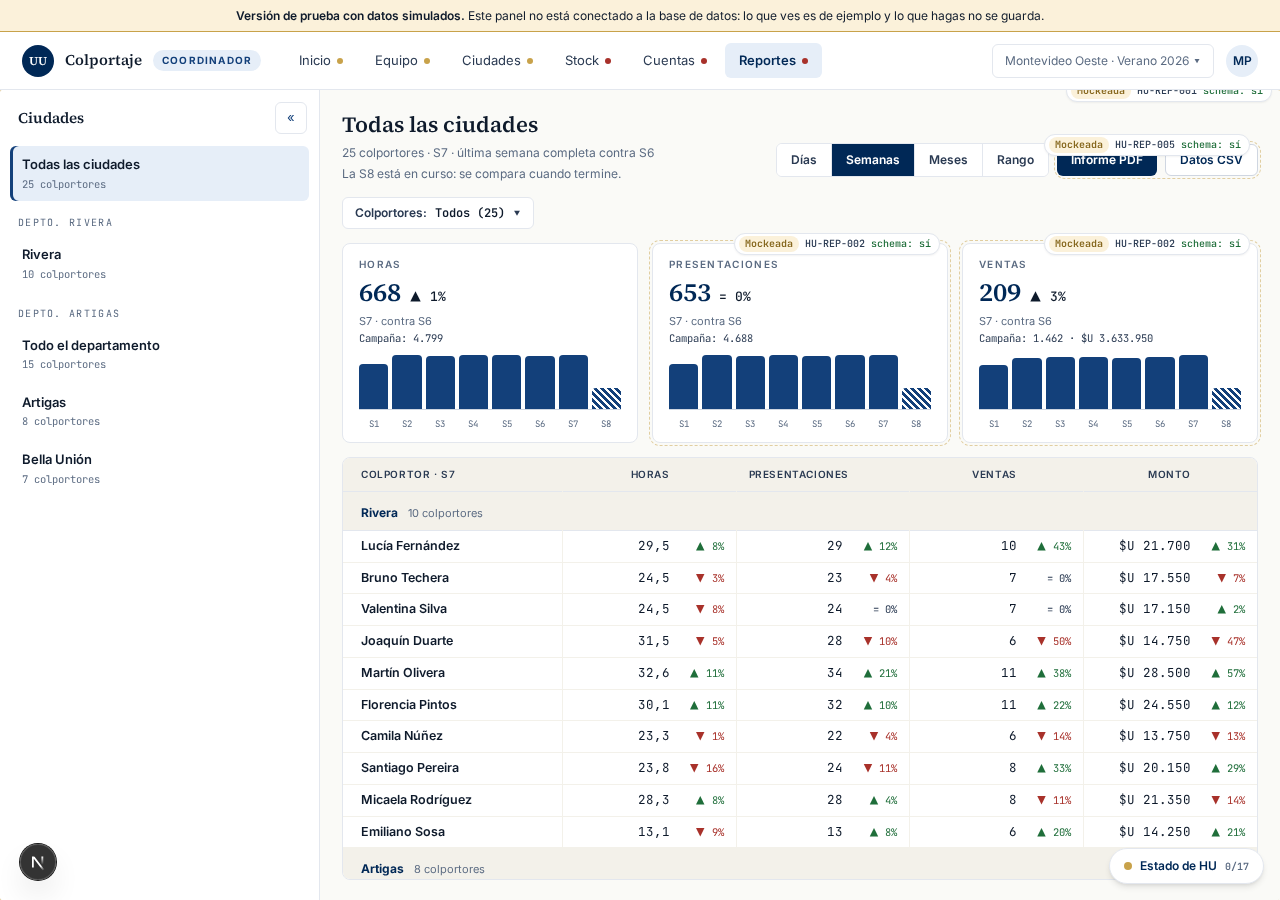 Versión de prueba con datos simulados. Este panel no está conectado a la base de datos: lo que ves es de ejemplo y lo que hagas no se guarda.
UU Colportaje COORDINADOR Inicio Equipo Ciudades Stock Cuentas Reportes Montevideo Oeste · Verano 2026 ▾ MP
Mockeada HU-REP-001 schema: sí
Ciudades «
Todas las ciudades
25 colportores
DEPTO. RIVERA
Rivera
10 colportores
DEPTO. ARTIGAS
Todo el departamento
15 colportores
Artigas
8 colportores
Bella Unión
7 colportores
Todas las ciudades
25 colportores · S7 · última semana completa contra S6
La S8 está en curso: se compara cuando termine.
Días Semanas Meses Rango
Mockeada HU-REP-005 schema: sí
Informe PDF Datos CSV
Colportores: Todos (25) ▾
HORAS
668 ▲ 1%
S7 · contra S6
Campaña: 4.799
S1 S2 S3 S4 S5 S6 S7 S8
Mockeada HU-REP-002 schema: sí
PRESENTACIONES
653 = 0%
S7 · contra S6
Campaña: 4.688
S1 S2 S3 S4 S5 S6 S7 S8
Mockeada HU-REP-002 schema: sí
VENTAS
209 ▲ 3%
S7 · contra S6
Campaña: 1.462 · $U 3.633.950
S1 S2 S3 S4 S5 S6 S7 S8
COLPORTOR · S7 HORAS PRESENTACIONES VENTAS MONTO
Rivera 10 colportores
Lucía Fernández 29,5 ▲ 8% 29 ▲ 12% 10 ▲ 43% $U 21.700 ▲ 31%
Bruno Techera 24,5 ▼ 3% 23 ▼ 4% 7 = 0% $U 17.550 ▼ 7%
Valentina Silva 24,5 ▼ 8% 24 = 0% 7 = 0% $U 17.150 ▲ 2%
Joaquín Duarte 31,5 ▼ 5% 28 ▼ 10% 6 ▼ 50% $U 14.750 ▼ 47%
Martín Olivera 32,6 ▲ 11% 34 ▲ 21% 11 ▲ 38% $U 28.500 ▲ 57%
Florencia Pintos 30,1 ▲ 11% 32 ▲ 10% 11 ▲ 22% $U 24.550 ▲ 12%
Camila Núñez 23,3 ▼ 1% 22 ▼ 4% 6 ▼ 14% $U 13.750 ▼ 13%
Santiago Pereira 23,8 ▼ 16% 24 ▼ 11% 8 ▲ 33% $U 20.150 ▲ 29%
Micaela Rodríguez 28,3 ▲ 8% 28 ▲ 4% 8 ▼ 11% $U 21.350 ▼ 14%
Emiliano Sosa 13,1 ▼ 9% 13 ▲ 8% 6 ▲ 20% $U 14.250 ▲ 21%
Artigas 8 colportores
N
Estado de HU 0/17